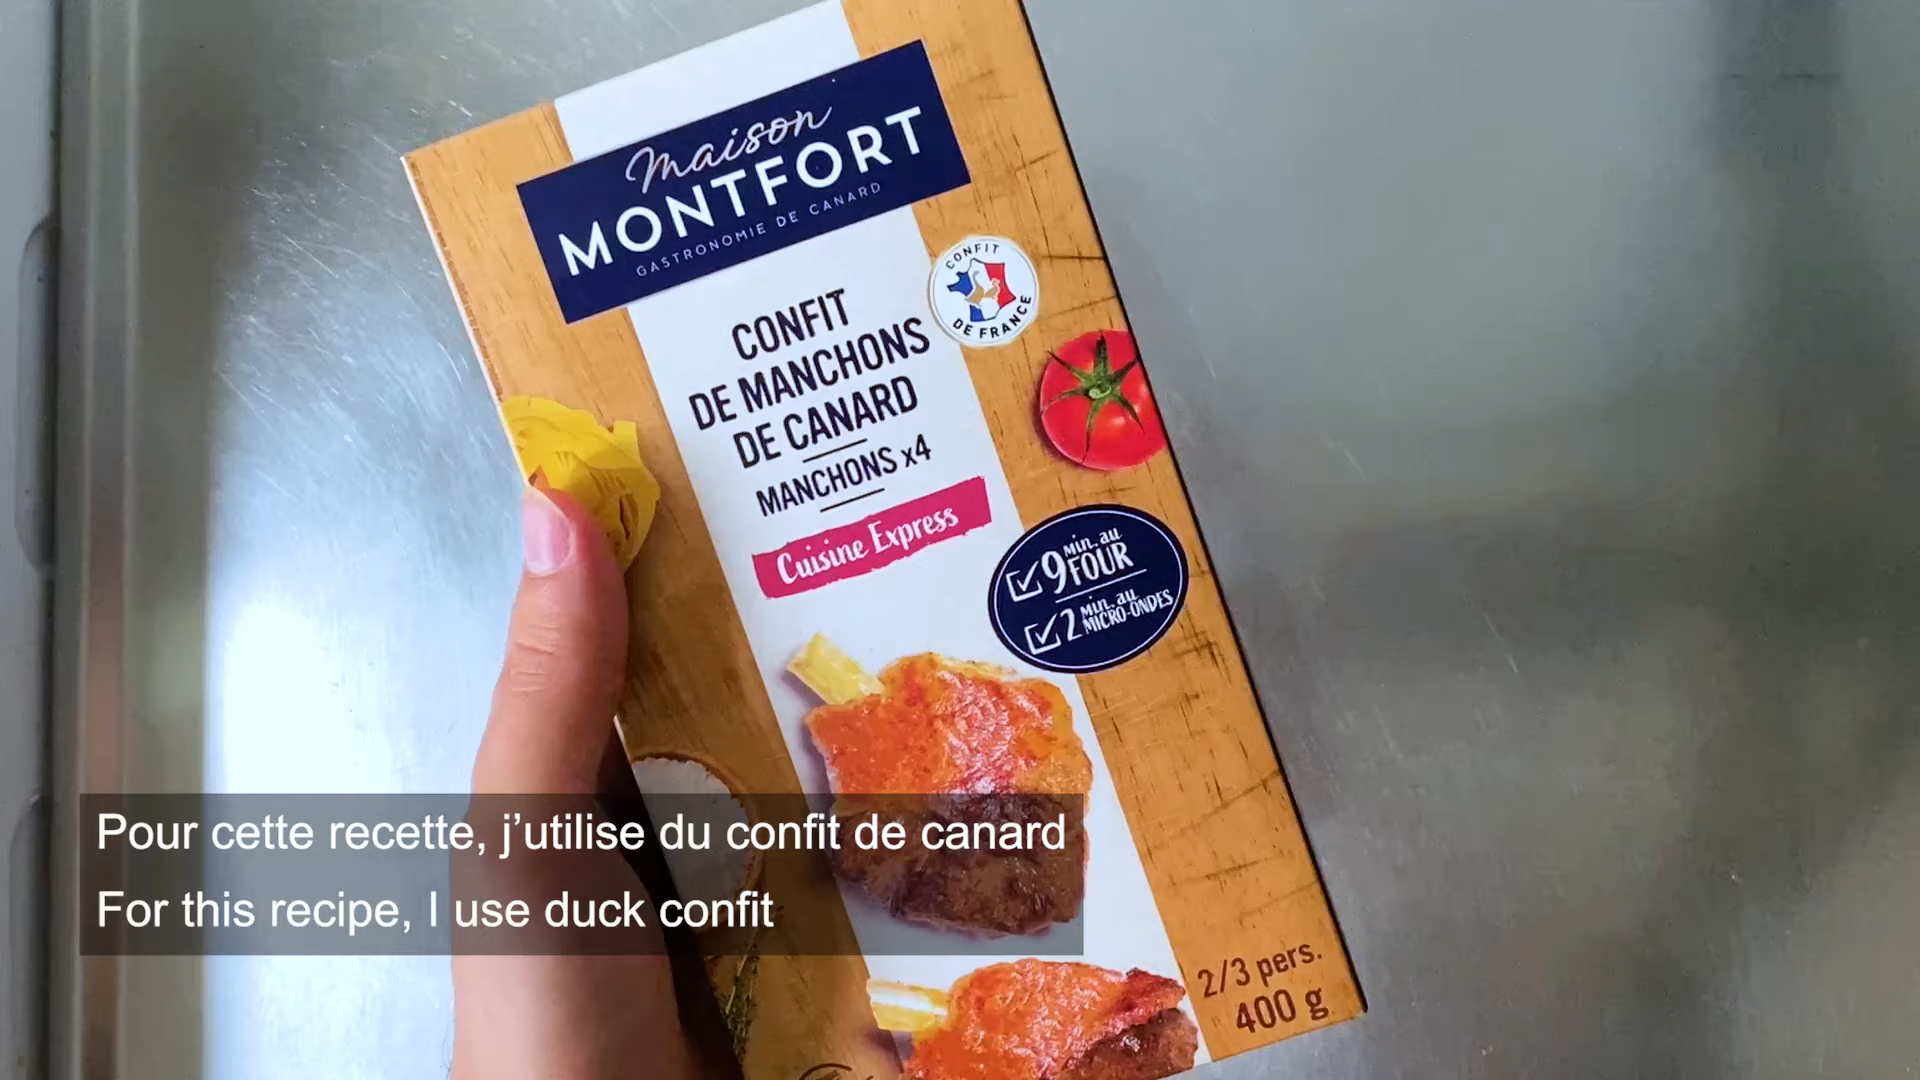 maison
MONTFORT
GASTRONOMIE DE CANARD
CONFIT
DE FRANCE
CONFIT
DE MANCHONS
DE CANARD
MANCHONS x4
Cuisine Express
9 min. au
FOUR
2 min. au
MICRO-ONDES
Pour cette recette, j’utilise du confit de canard
For this recipe, I use duck confit
2/3 pers.
400 g